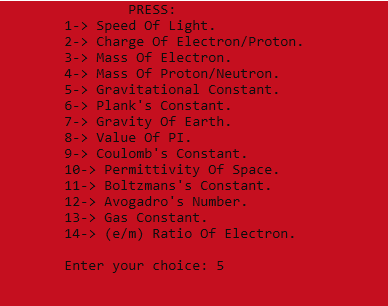 PRESS:
1-> Speed Of Light.
2-> Charge Of Electron/Proton.
3-> Mass Of Electron.
4-> Mass Of Proton/Neutron.
5-> Gravitational Constant.
6-> Plank's Constant.
7-> Gravity Of Earth.
8-> Value Of PI.
9-> Coulomb's Constant.
10-> Permittivity Of Space.
11-> Boltzmans's Constant.
12-> Avogadro's Number.
13-> Gas Constant.
14-> (e/m) Ratio Of Electron.
Enter your choice: 5